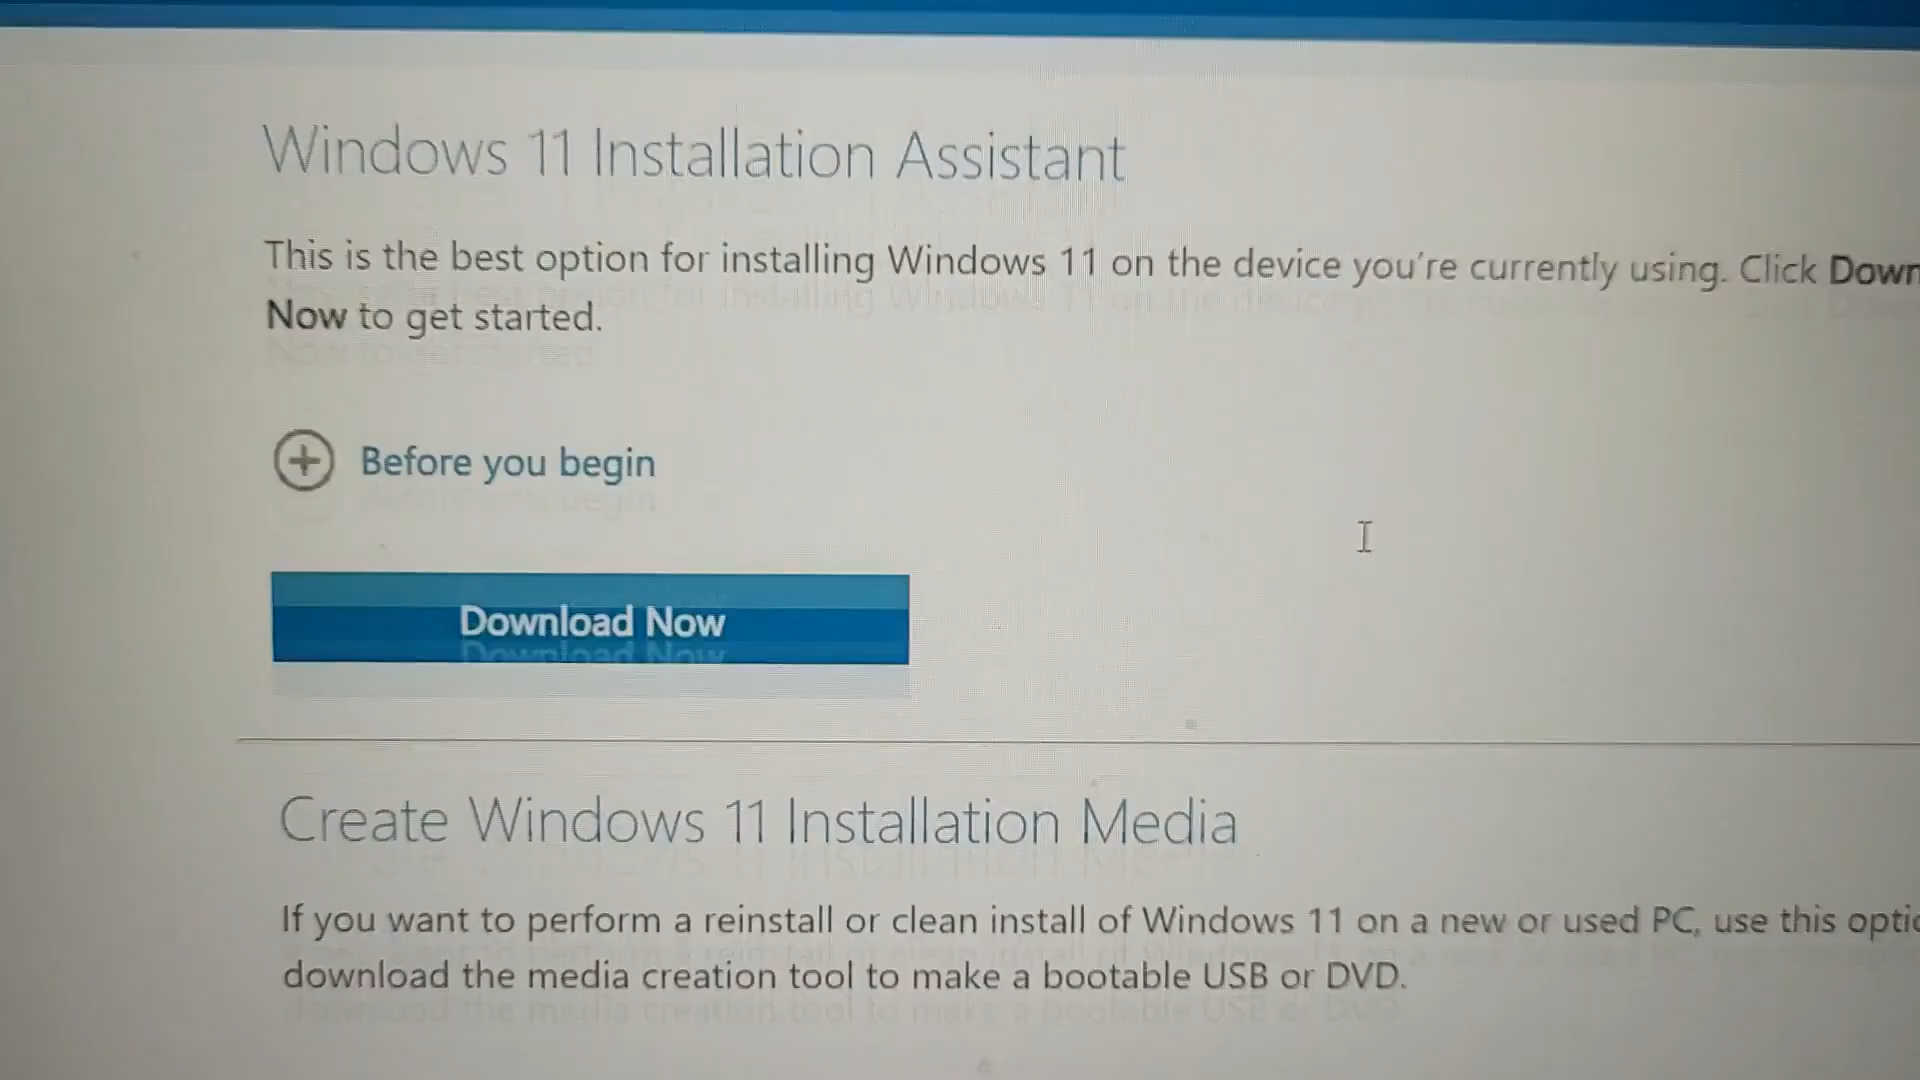 Windows 11 Installation Assistant
This is the best option for installing Windows 11 on the device you're currently using. Click Down
Now to get started.
Before you begin
Download Now
Create Windows 11 Installation Media
If you want to perform a reinstall or clean install of Windows 11 on a new or used PC, use this optio
download the media creation tool to make a bootable USB or DVD.